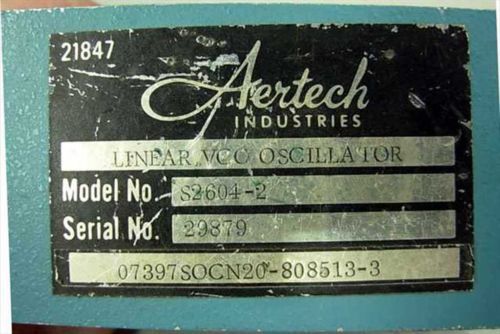 21847
Aertech
INDUSTRIES
LINEAR VCO OSCILLATOR
Model No. S2604-2
Serial No. 29879
07397SOCN20-808513-3